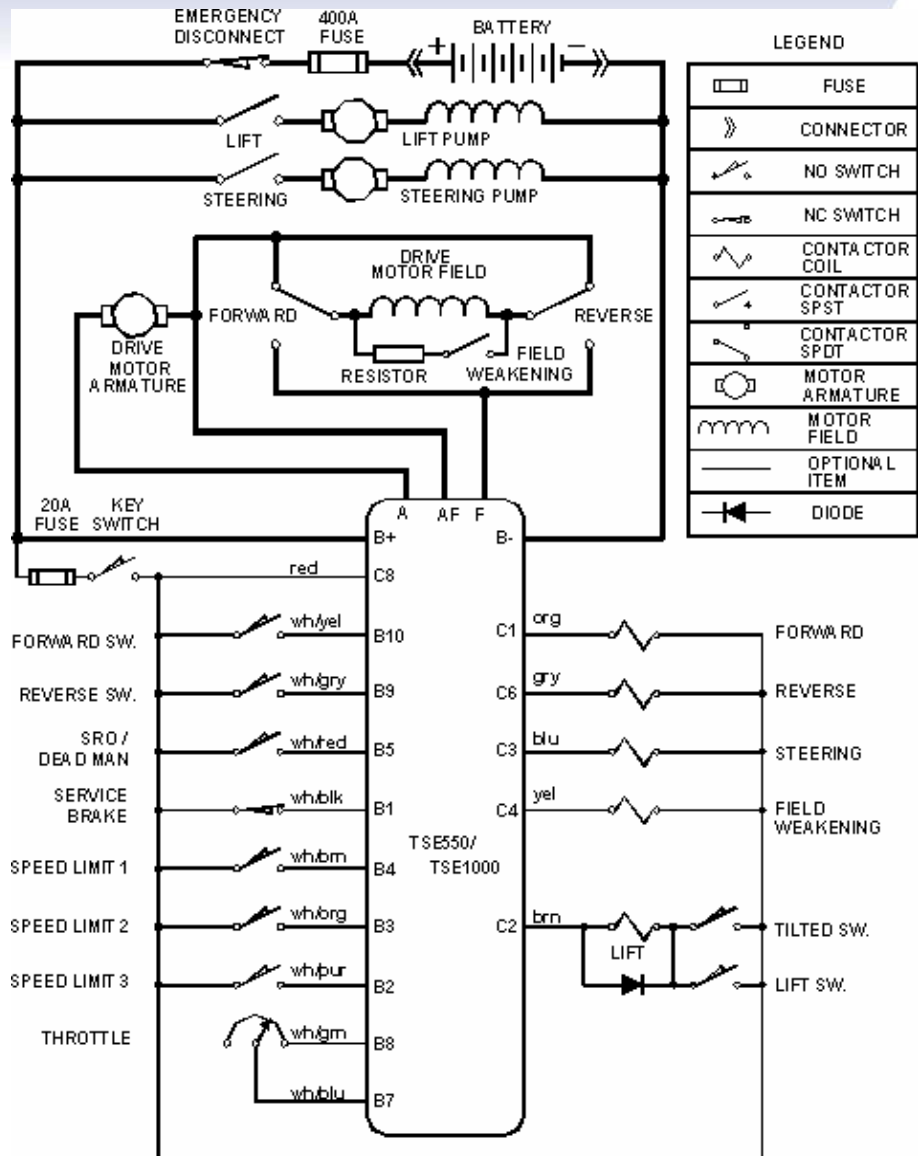 EMERGENCY
DISCONNECT
400A
FUSE
BATTERY
+
−
LIFT
LIFT PUMP
STEERING
STEERING PUMP
DRIVE
MOTOR FIELD
FORWARD
REVERSE
DRIVE
MOTOR
ARMATURE
RESISTOR
FIELD
WEAKENING
LEGEND
FUSE
CONNECTOR
NO SWITCH
NC SWITCH
CONTACTOR
COIL
CONTACTOR
SPST
CONTACTOR
SPDT
MOTOR
ARMATURE
MOTOR
FIELD
OPTIONAL
ITEM
DIODE
20A
FUSE
KEY
SWITCH
A AF F
B+
B-
red
C8
FORWARD SW.
wh/yel
B10
C1
org
FORWARD
REVERSE SW.
wh/gry
B9
C6
gry
REVERSE
SRO /
DEAD MAN
wh/red
B5
C3
blu
STEERING
SERVICE
BRAKE
wh/blk
B1
C4
yel
FIELD
WEAKENING
TSE550/
TSE1000
SPEED LIMIT 1
wh/brn
B4
SPEED LIMIT 2
wh/org
B3
C2
brn
LIFT
TILTED SW.
SPEED LIMIT 3
wh/pur
B2
LIFT SW.
THROTTLE
wh/grn
B8
wh/blu
B7